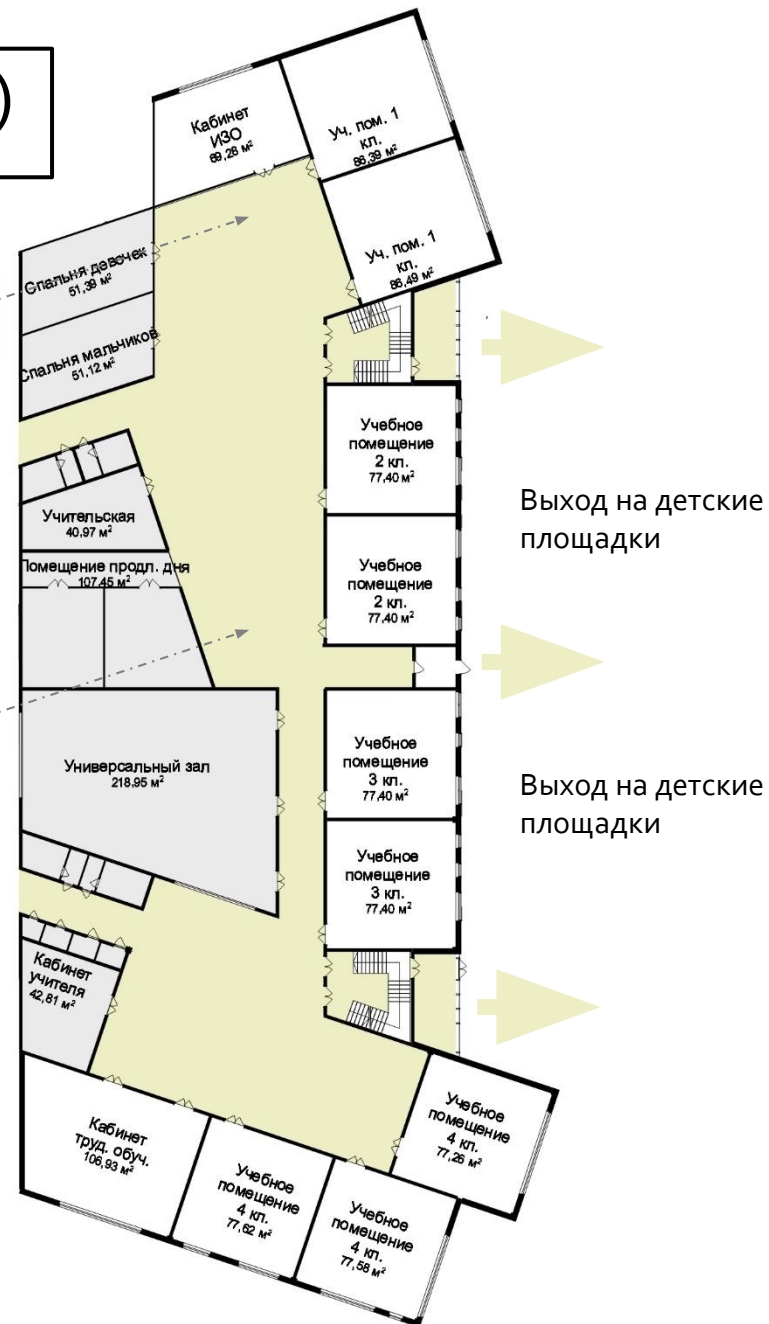 )
Кабинет
ИЗО
69,28 м²
Уч. пом. 1
кл.
86,39 м²
Уч. пом. 1
кл.
86,49 м²
Спальня девочек
51,39 м²
Спальня мальчиков
51,12 м²
Учебное
помещение
2 кл.
77,40 м²
Учительская
40,97 м²
Выход на детские
площадки
Помещение продл. дня
107,45 м²
Учебное
помещение
2 кл.
77,40 м²
Учебное
помещение
3 кл.
77,40 м²
Универсальный зал
218,95 м²
Выход на детские
площадки
Учебное
помещение
3 кл.
77,40 м²
Кабинет
учителя
42,81 м²
Учебное
помещение
4 кл.
77,26 м²
Кабинет
труд. обуч.
106,93 м²
Учебное
помещение
4 кл.
77,62 м²
Учебное
помещение
4 кл.
77,58 м²